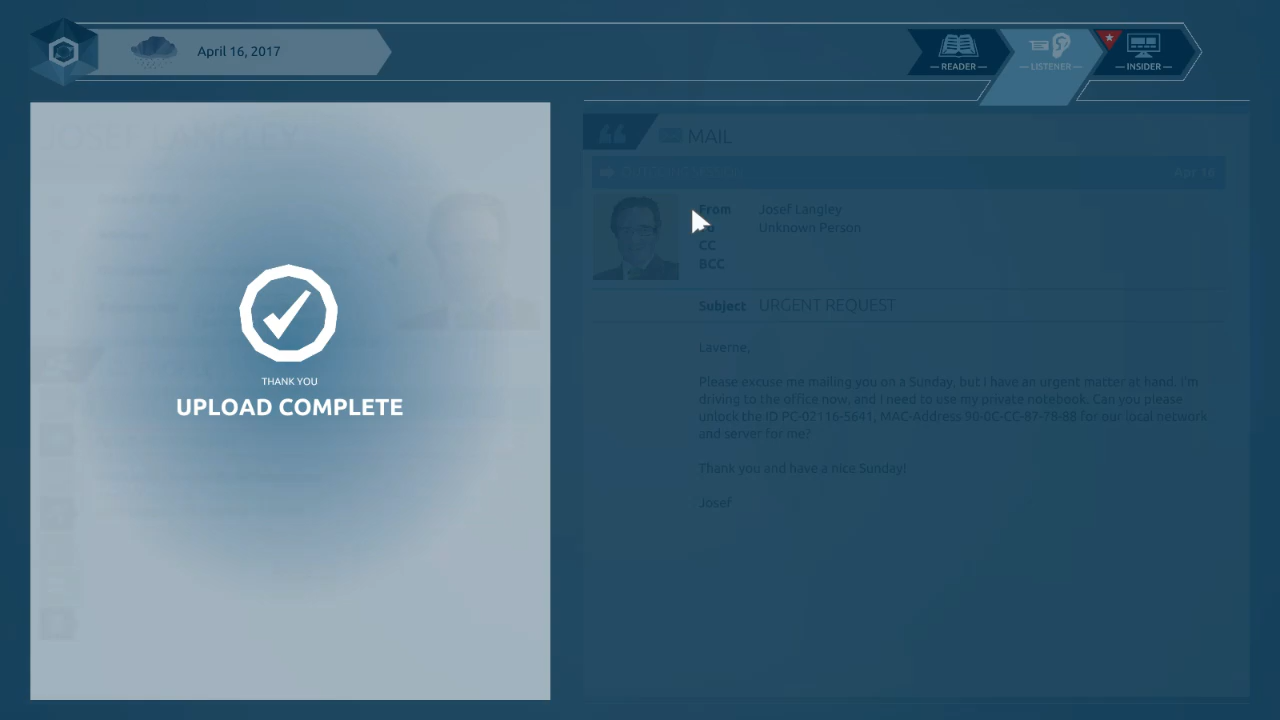 April 16, 2017
— READER —
— LISTENER —
— INSIDER —
JOSEF LANGLEY
THANK YOU
UPLOAD COMPLETE
MAIL
Apr 16
From Josef Langley
Unknown Person
CC
BCC
Subject URGENT REQUEST
Laverne,
Please excuse me mailing you on a Sunday, but I have an urgent matter at hand. I'm
driving to the office now, and I need to use my private notebook. Can you please
unlock the ID PC-02116-5641, MAC-Address 90-0C-CC-87-78-88 for our local network
and server for me?
Thank you and have a nice Sunday!
Josef